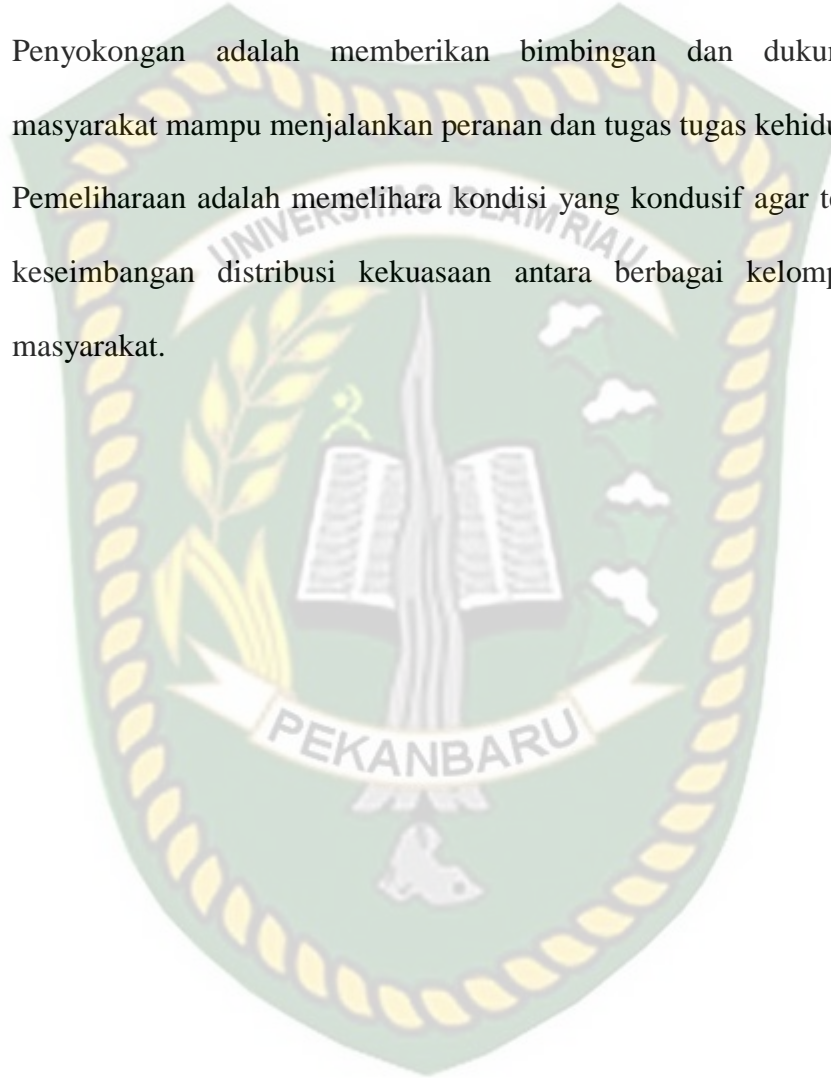 Penyokongan adalah memberikan bimbingan dan dukun
masyarakat mampu menjalankan peranan dan tugas tugas kehidu
Pemeliharaan adalah memelihara kondisi yang kondusif agar te
keseimbangan distribusi kekuasaan antara berbagai kelomp
masyarakat.
UNIVERSITAS ISLAM RIAU
PEKANBARU